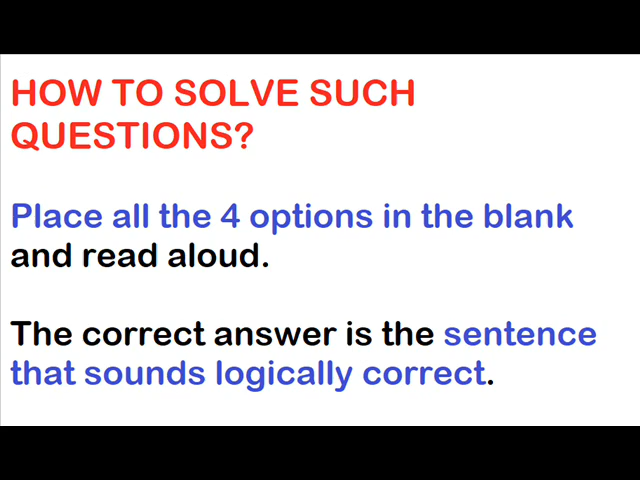 HOW TO SOLVE SUCH
QUESTIONS?
Place all the 4 options in the blank
and read aloud.
The correct answer is the sentence
that sounds logically correct.